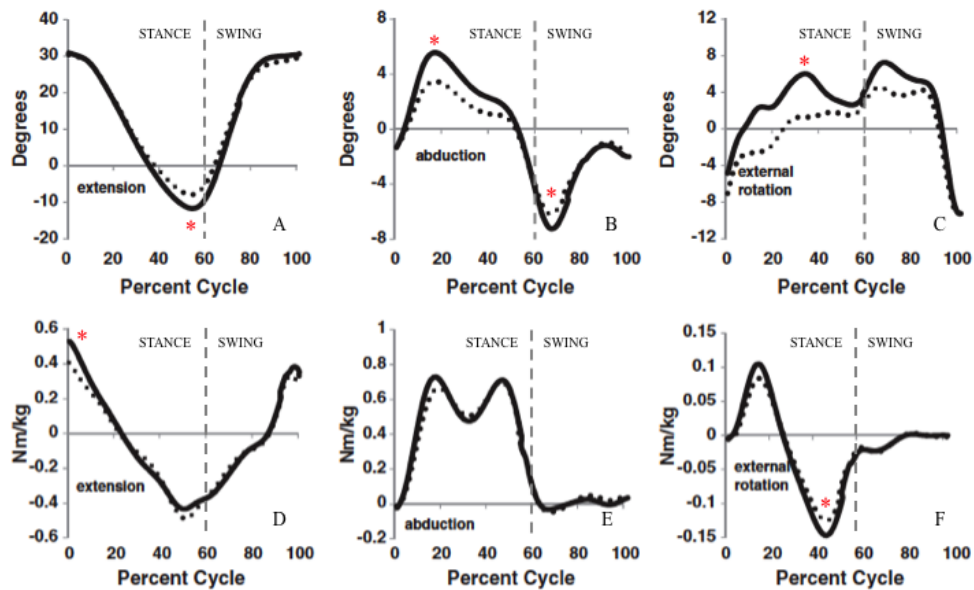 40
30
20
10
0
-10
-20
Degrees
STANCE
SWING
extension
*
A
0 20 40 60 80 100
Percent Cycle
8
4
0
-4
-8
Degrees
STANCE
SWING
*
abduction
*
B
0 20 40 60 80 100
Percent Cycle
12
8
4
0
-4
-8
-12
Degrees
STANCE
SWING
*
external
rotation
C
0 20 40 60 80 100
Percent Cycle
0.6
0.4
0.2
0
-0.2
-0.4
-0.6
Nm/kg
*
STANCE
SWING
extension
D
0 20 40 60 80 100
Percent Cycle
1
0.8
0.6
0.4
0.2
0
-0.2
Nm/kg
STANCE
SWING
abduction
E
0 20 40 60 80 100
Percent Cycle
0.15
0.1
0.05
0
-0.05
-0.1
-0.15
Nm/kg
STANCE
SWING
external
rotation
*
F
0 20 40 60 80 100
Percent Cycle